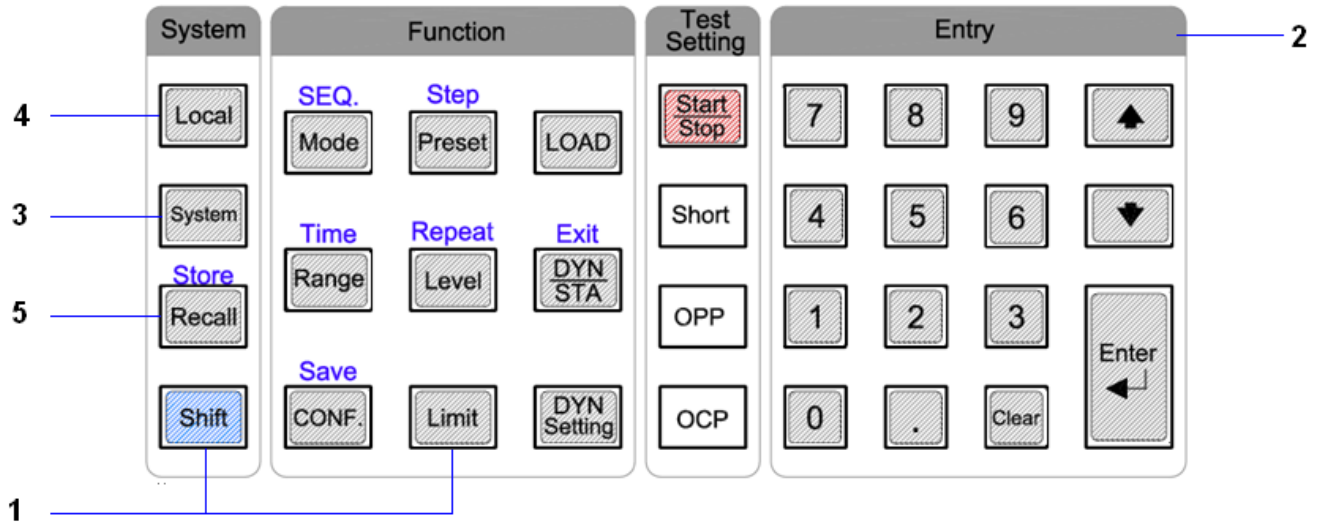 System
Function
Test
Setting
Entry
2
4
Local
SEQ.
Mode
Step
Preset
LOAD
Start
Stop
7
8
9
3
System
Time
Range
Repeat
Level
Exit
DYN
STA
Short
4
5
6
5
Store
Recall
OPP
1
2
3
Enter
Shift
Save
CONF.
Limit
DYN
Setting
OCP
0
.
Clear
1